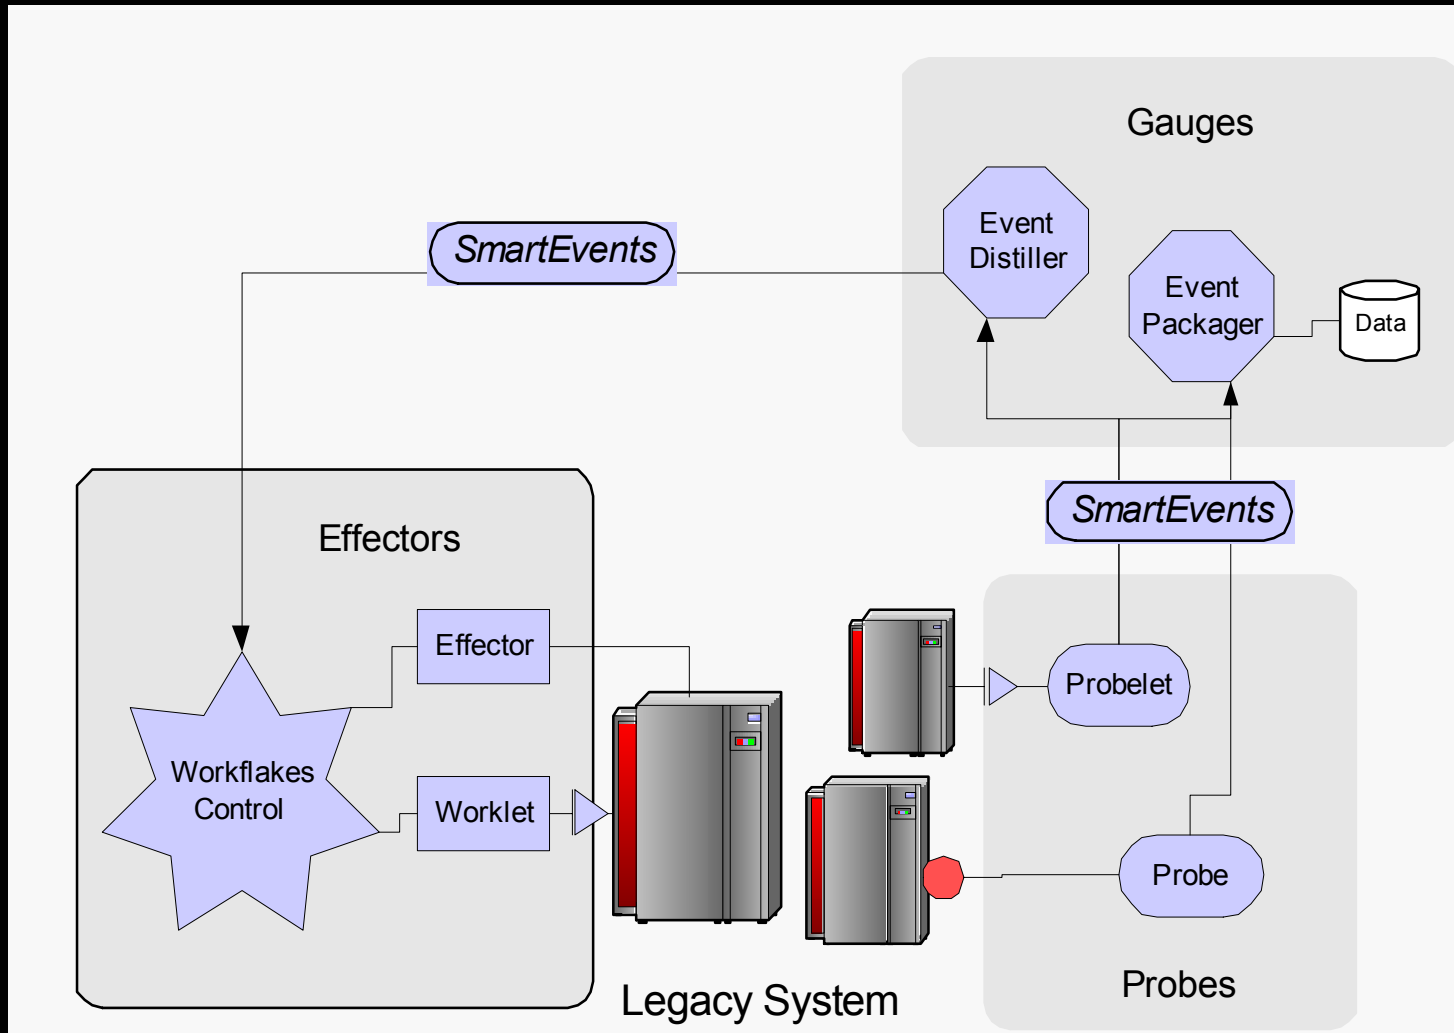 Gauges
Event
Distiller
SmartEvents
Event
Packager
Data
SmartEvents
Effectors
Effector
Probelet
Workflakes
Control
Worklet
Probe
Probes
Legacy System